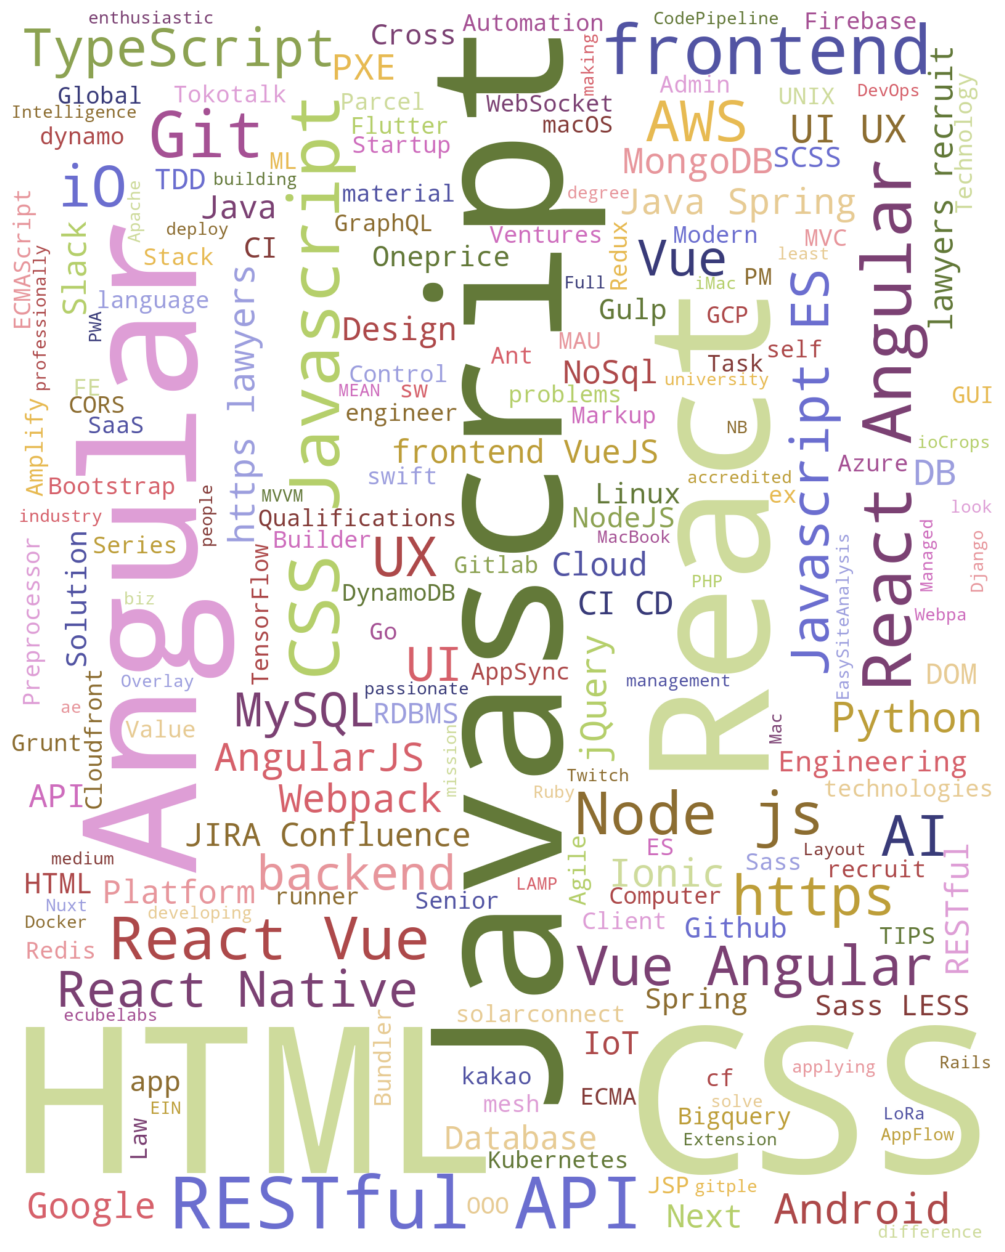 enthusiastic
Automation
CodePipeline
Firebase
TypeScript
Cross
frontend
PXE
making
Javascript
Admin
UNIX
DevOps
lawyers recruit
Technology
Global
Tokotalk
Parcel
WebSocket
Intelligence
Flutter
macOS
AWS
UI
UX
dynamo
Git
Startup
ML
MongoDB
SCSS
iO
TDD
building
material
degree
Java Spring
Apache
Java
GraphQL
Ventures
Redux
Modern
MVC
ECMAScript
professionally
Slack
deploy
CI
Stack
Oneprice
Vue
least
language
Full
iMac
PM
PWA
Design
Gulp
GCP
https lawyers
CSS Javascript
Angular
React
Javascript ES
React Angular
MAU
Ant
NoSql
Task
self
Control
university
FE
MEAN
sw
problems
GUI
CORS
engineer
Markup
SaaS
NB
Amplify
frontend VueJS
ioCrops
Azure
DB
Bootstrap
swift
accredited
MVVM
Linux
ex
look
industry
people
Qualifications
NodeJS
Series
Builder
UX
MacBook
Managed
Django
Preprocessor
Solution
TensorFlow
Gitlab
Cloud
PHP
EasySiteAnalysis
biz
DynamoDB
CI CD
Webpa
Go
UI
AppSync
jQuery
Overlay
passionate
management
DOM
ae
Cloudfront
MySQL
RDBMS
Mac
Python
Value
mission
Grunt
AngularJS
Engineering
Twitch
API
Webpack
Ruby
technologies
Node js
JIRA Confluence
AI
medium
backend
Agile
ES
Layout
Sass
recruit
RESTful
HTML
Platform
LAMP
Ionic
Nuxt
runner
Senior
Computer
https
developing
Docker
Client
Github
Redis
React Vue
TIPS
Vue Angular
React Native
Spring
Sass LESS
ecubelabs
solarconnect
Bundler
IoT
HTML
CSS
app
kakao
cf
applying
Rails
EIN
mesh
ECMA
solve
Law
Bigquery
LoRa
Database
Extension
AppFlow
Kubernetes
Google
RESTful API
OOO
JSP
gitple
Next
Android
difference